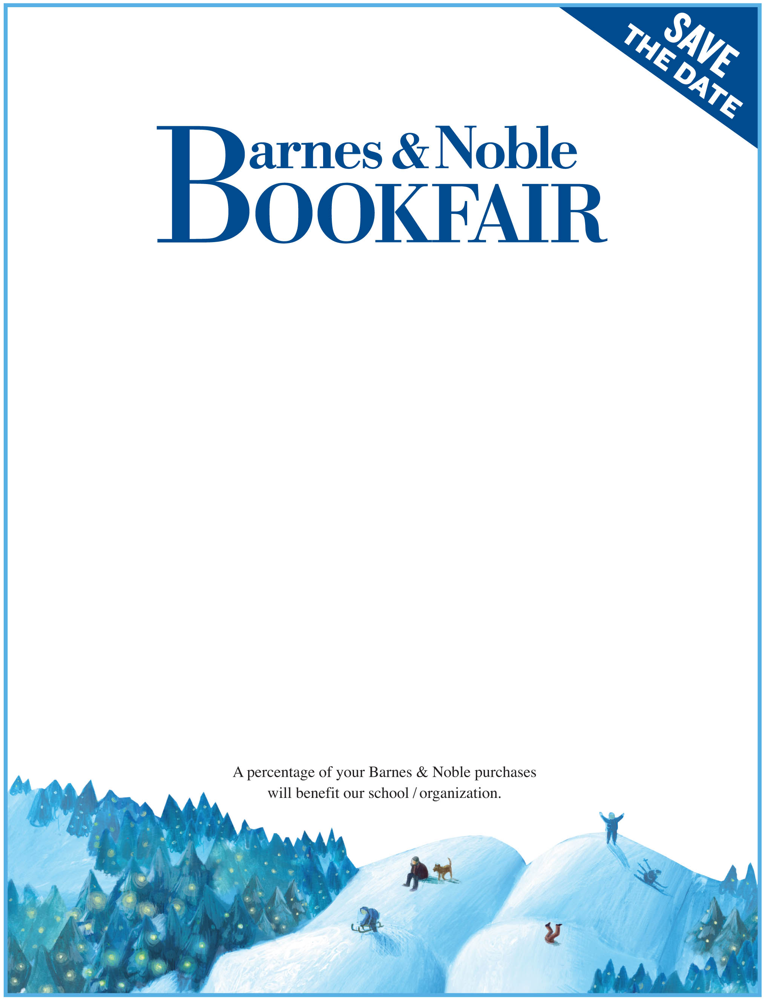 SAVE
THE DATE
Barnes & Noble
BOOKFAIR
A percentage of your Barnes & Noble purchases
will benefit our school / organization.